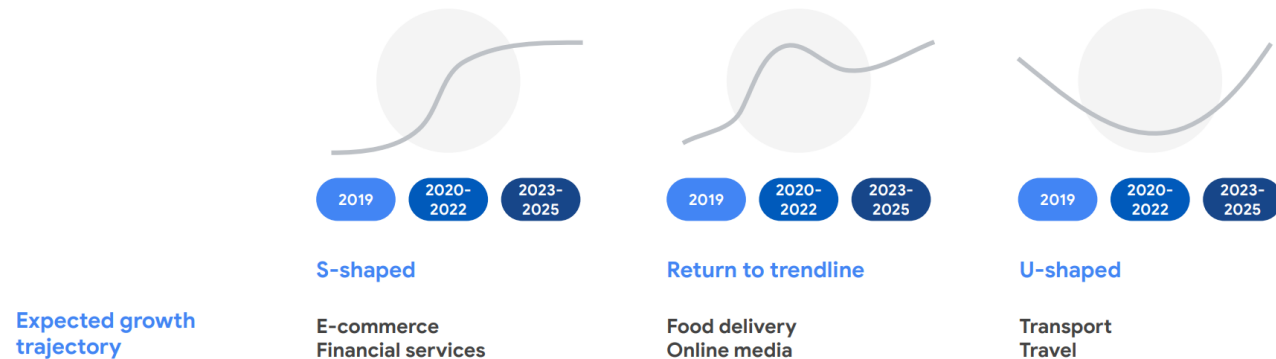 2019
2020-
2022
2023-
2025
2019
2020-
2022
2023-
2025
2019
2020-
2022
2023-
2025
S-shaped
Return to trendline
U-shaped
Expected growth
trajectory
E-commerce
Financial services
Food delivery
Online media
Transport
Travel